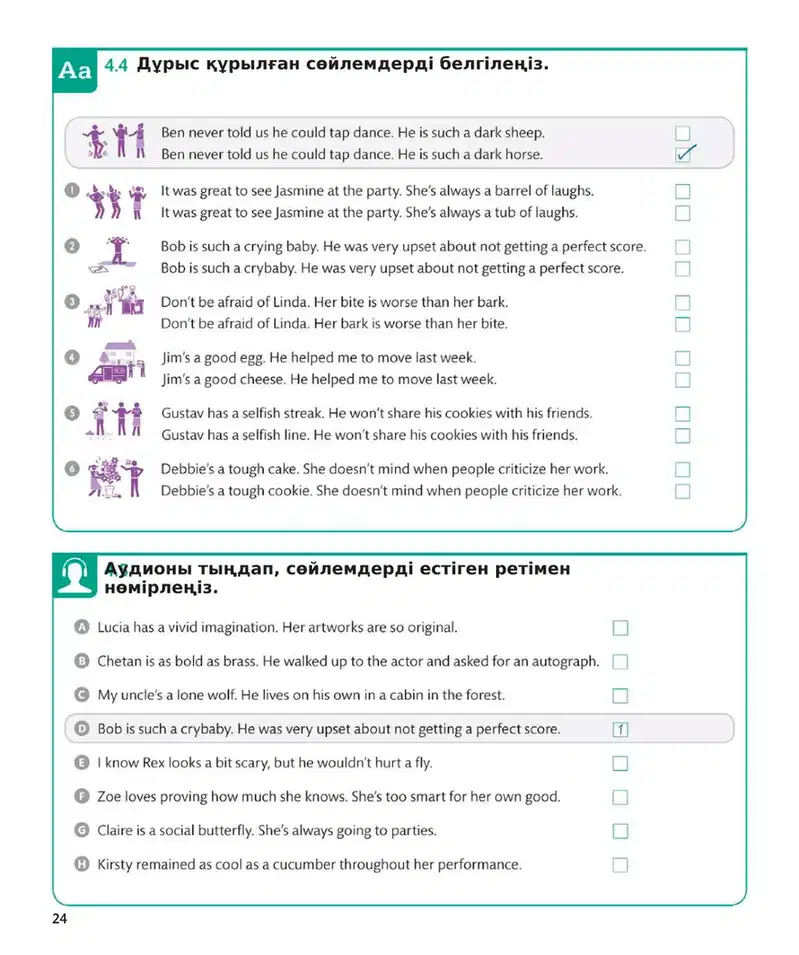 Aa
4.4 Дұрыс құрылған сөйлемдерді белгілеңіз.
Ben never told us he could tap dance. He is such a dark sheep.
Ben never told us he could tap dance. He is such a dark horse.
1 It was great to see Jasmine at the party. She's always a barrel of laughs.
It was great to see Jasmine at the party. She's always a tub of laughs.
2 Bob is such a crying baby. He was very upset about not getting a perfect score.
Bob is such a crybaby. He was very upset about not getting a perfect score.
3 Don't be afraid of Linda. Her bite is worse than her bark.
Don't be afraid of Linda. Her bark is worse than her bite.
4 Jim's a good egg. He helped me to move last week.
Jim's a good cheese. He helped me to move last week.
5 Gustav has a selfish streak. He won't share his cookies with his friends.
Gustav has a selfish line. He won't share his cookies with his friends.
6 Debbie's a tough cake. She doesn't mind when people criticize her work.
Debbie's a tough cookie. She doesn't mind when people criticize her work.
Аудионы тыңдап, сөйлемдерді естіген ретімен
нөмірлеңіз.
A Lucia has a vivid imagination. Her artworks are so original.
B Chetan is as bold as brass. He walked up to the actor and asked for an autograph.
C My uncle's a lone wolf. He lives on his own in a cabin in the forest.
D Bob is such a crybaby. He was very upset about not getting a perfect score. 1
E I know Rex looks a bit scary, but he wouldn't hurt a fly.
F Zoe loves proving how much she knows. She's too smart for her own good.
G Claire is a social butterfly. She's always going to parties.
H Kirsty remained as cool as a cucumber throughout her performance.
24